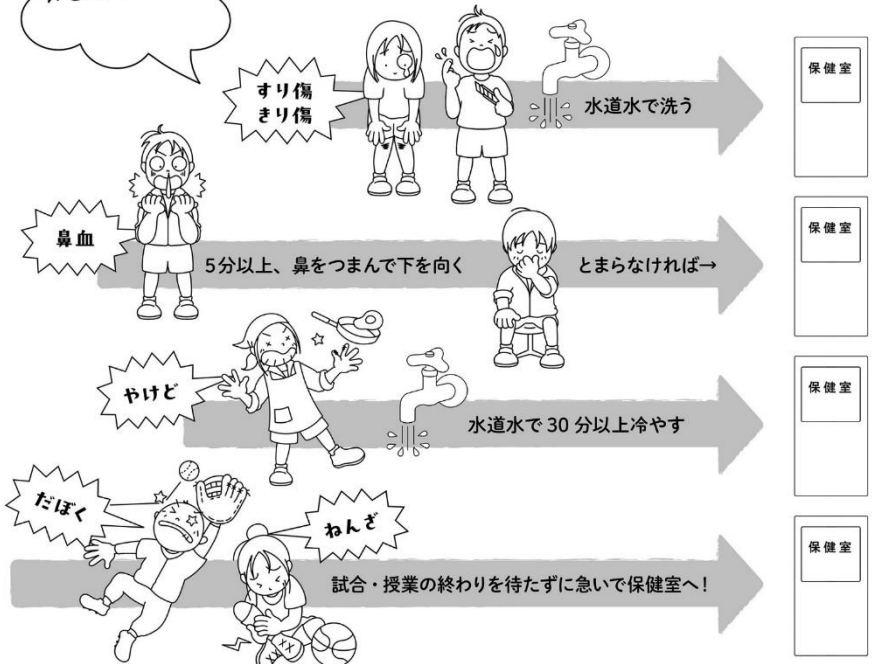 すり傷
きり傷
水道水で洗う
保健室
鼻血
5分以上、鼻をつまんで下を向く
とまらなければ→
保健室
やけど
水道水で30分以上冷やす
保健室
だぼく
ねんざ
試合・授業の終わりを待たずに急いで保健室へ!
保健室